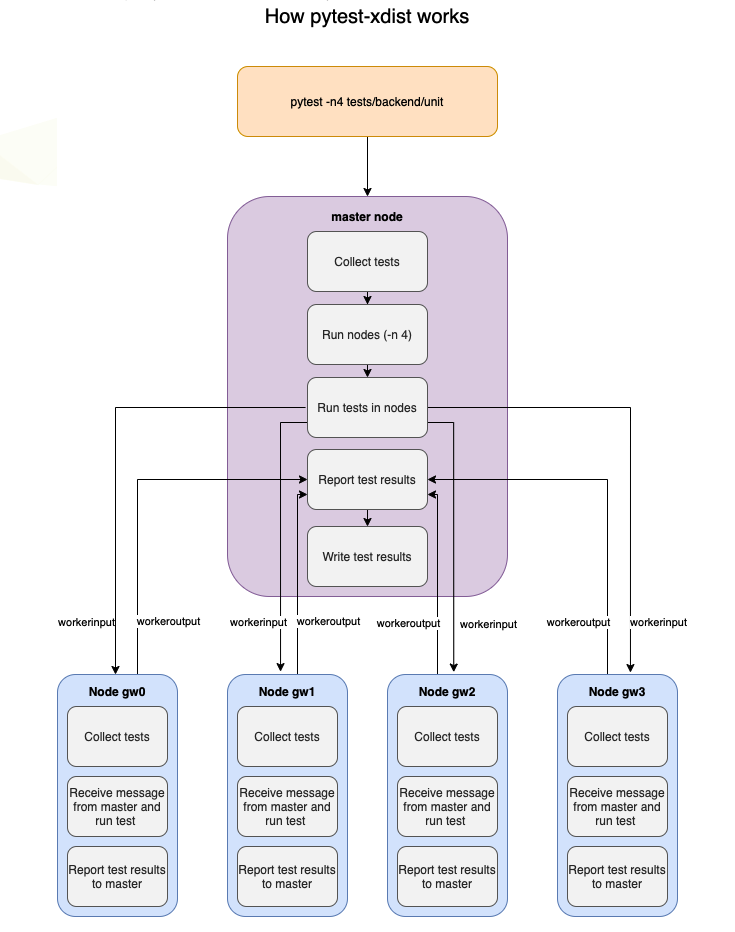 How pytest-xdist works
pytest -n4 tests/backend/unit
master node
Collect tests
Run nodes (-n 4)
Run tests in nodes
Report test results
Write test results
workerinput
workeroutput
workerinput
workeroutput
workeroutput
workerinput
workeroutput
workerinput
Node gw0
Collect tests
Receive message
from master and
run test
Report test results
to master
Node gw1
Collect tests
Receive message
from master and
run test
Report test results
to master
Node gw2
Collect tests
Receive message
from master and
run test
Report test results
to master
Node gw3
Collect tests
Receive message
from master and
run test
Report test results
to master